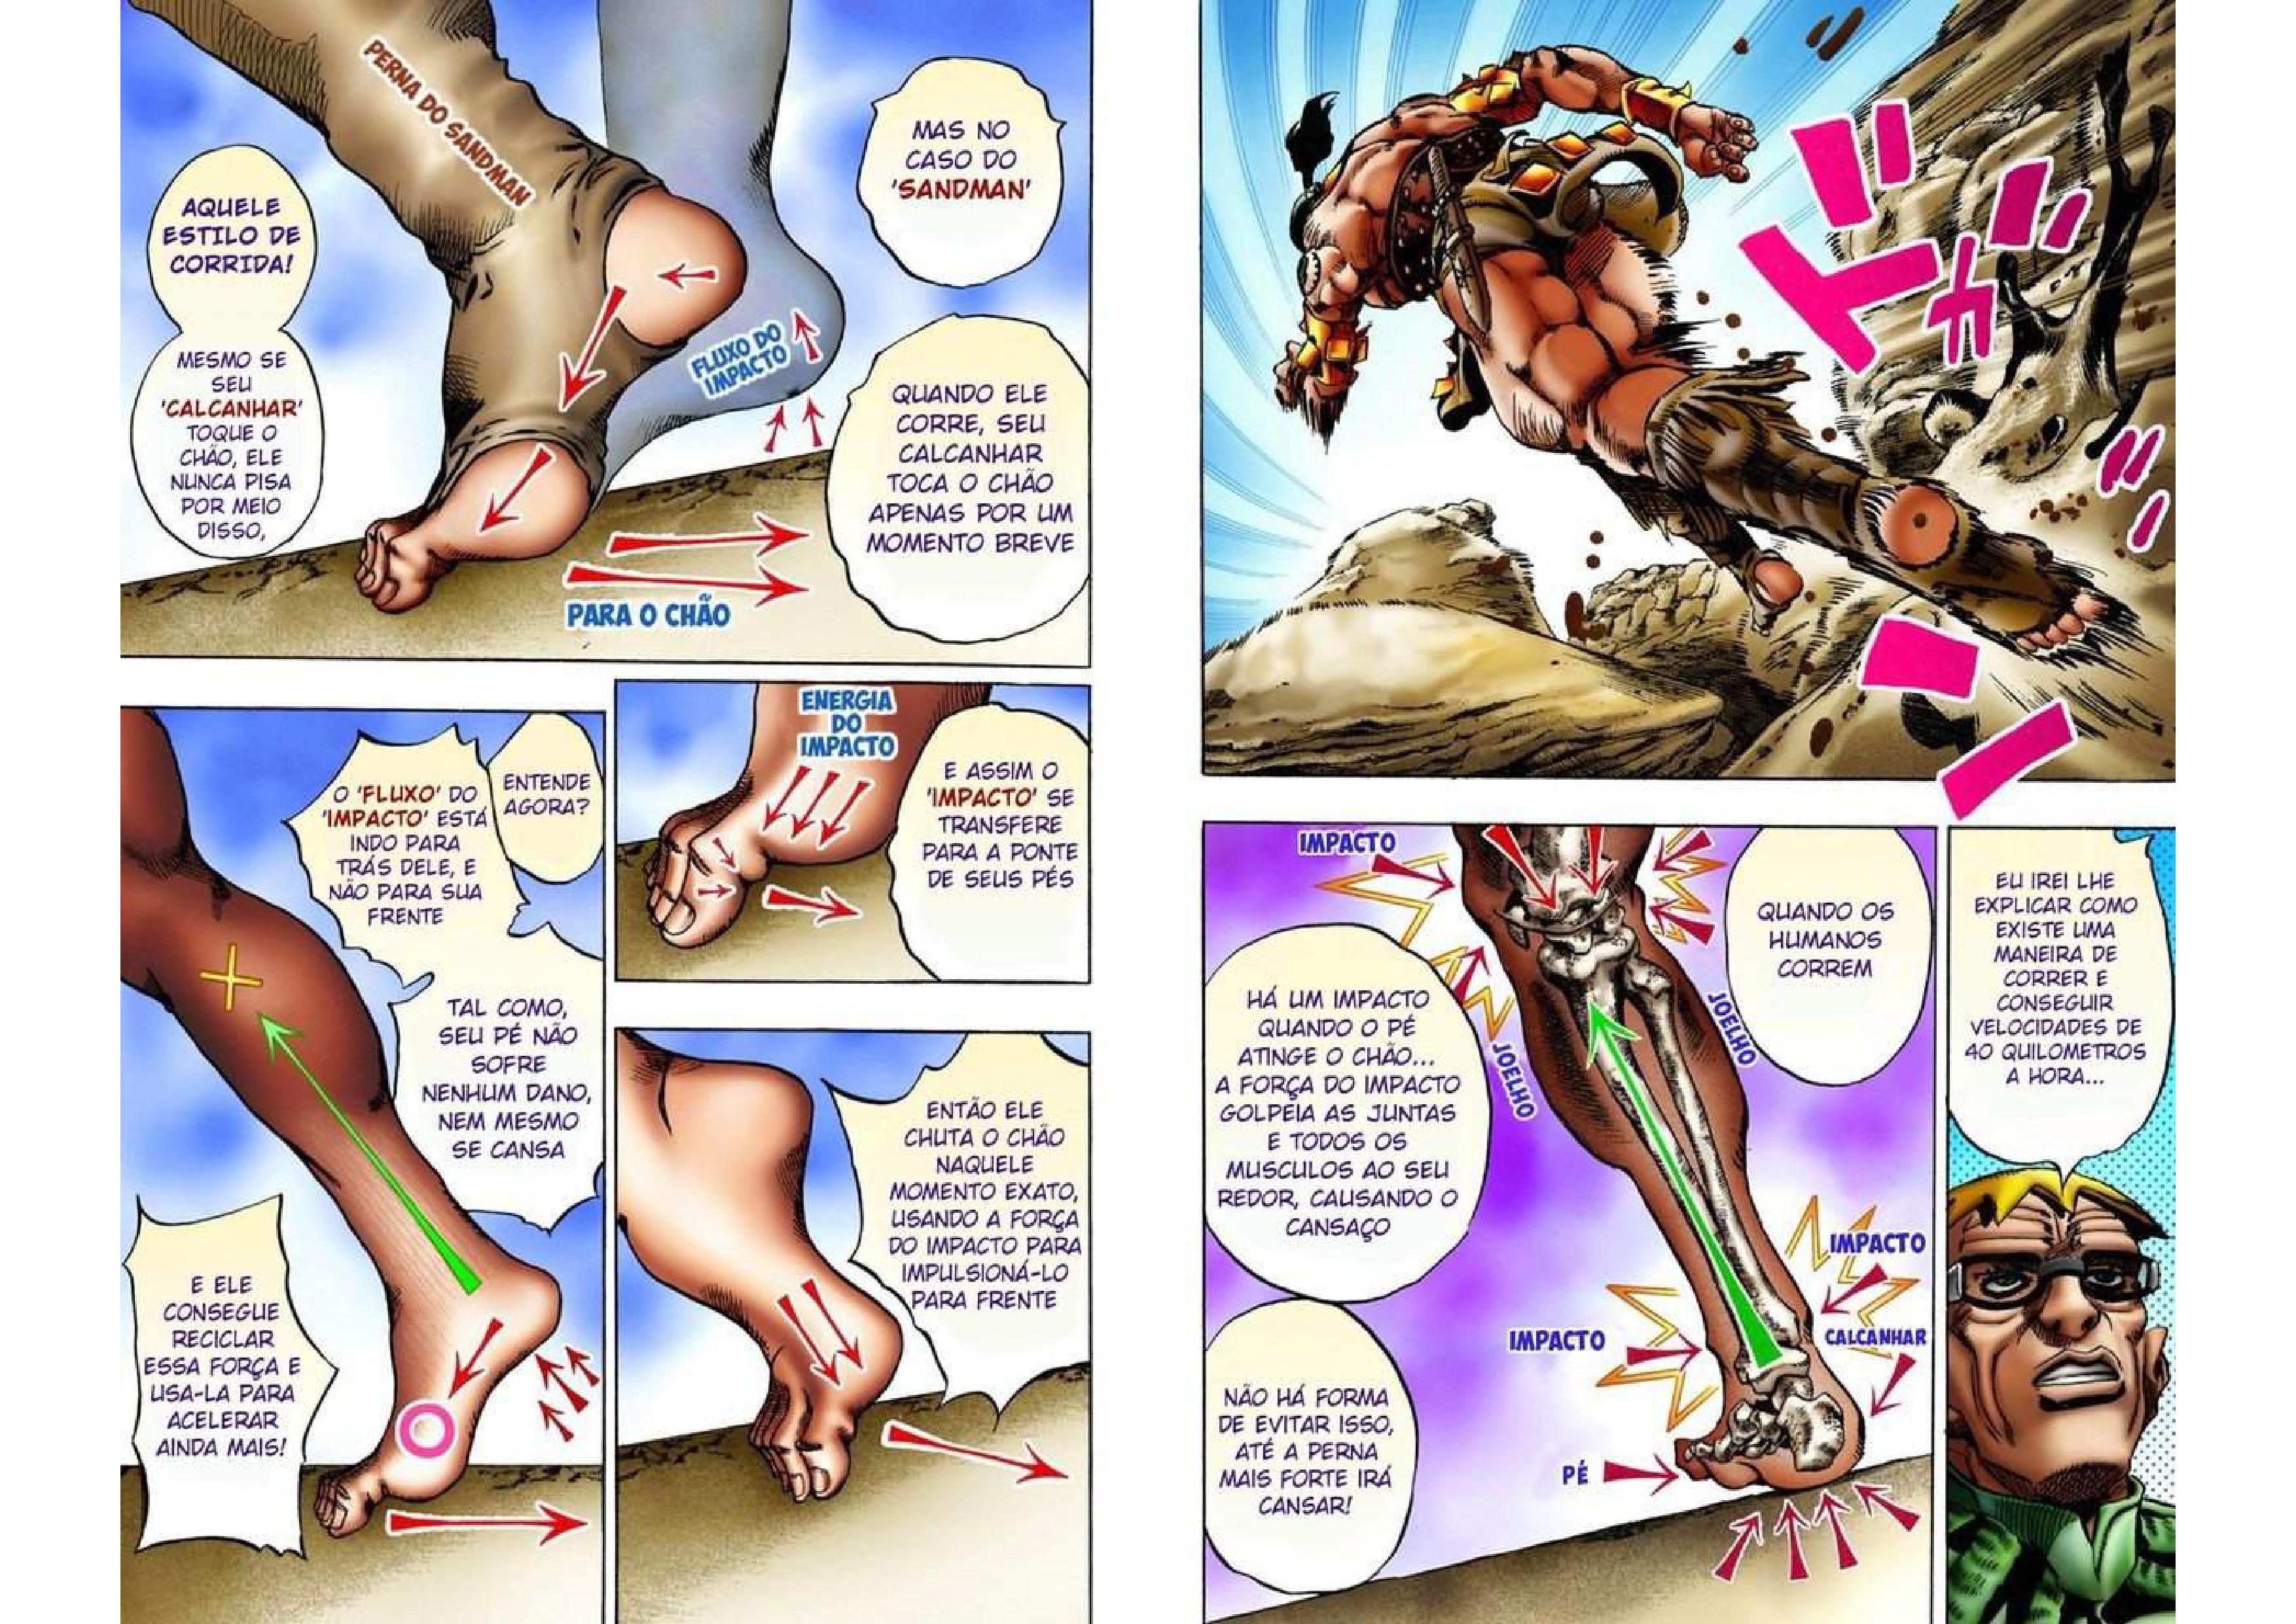 ドドカン
EU IREI LHE
EXPLICAR COMO
EXISTE UMA
MANEIRA DE
CORRER E
CONSEGUIR
VELOCIDADES DE
40 QUILOMETROS
A HORA...
QUANDO OS
HUMANOS
CORREM
IMPACTO
JOELHO
JOELHO
HÁ UM IMPACTO
QUANDO O PÉ
ATINGE O CHÃO...
A FORÇA DO IMPACTO
GOLPEIA AS JUNTAS
E TODOS OS
MUSCULOS AO SEU
REDOR, CAUSANDO O
CANSAÇO
IMPACTO
CALCANHAR
IMPACTO
PÉ
NÃO HÁ FORMA
DE EVITAR ISSO,
ATÉ A PERNA
MAIS FORTE IRÁ
CANSAR!
MAS NO
CASO DO
'SANDMAN'
QUANDO ELE
CORRE, SEU
CALCANHAR
TOCA O CHÃO
APENAS POR UM
MOMENTO BREVE
PERNA DO SANDMAN
FLUXO DO
IMPACTO
PARA O CHÃO
AQUELE
ESTILO DE
CORRIDA!
MESMO SE
SEU
'CALCANHAR'
TOQUE O
CHÃO, ELE
NUNCA PISA
POR MEIO
DISSO,
ENERGIA
DO
IMPACTO
E ASSIM O
'IMPACTO' SE
TRANSFERE
PARA A PONTE
DE SEUS PÉS
ENTÃO ELE
CHUTA O CHÃO
NAQUELE
MOMENTO EXATO,
USANDO A FORÇA
DO IMPACTO PARA
IMPULSIONÁ-LO
PARA FRENTE
ENTENDE
AGORA?
O 'FLUXO' DO
'IMPACTO' ESTÁ
INDO PARA
TRÁS DELE, E
NÃO PARA SUA
FRENTE
TAL COMO,
SEU PÉ NÃO
SOFRE
NENHUM DANO,
NEM MESMO
SE CANSA
E ELE
CONSEGUE
RECICLAR
ESSA FORÇA E
USA-LA PARA
ACELERAR
AINDA MAIS!